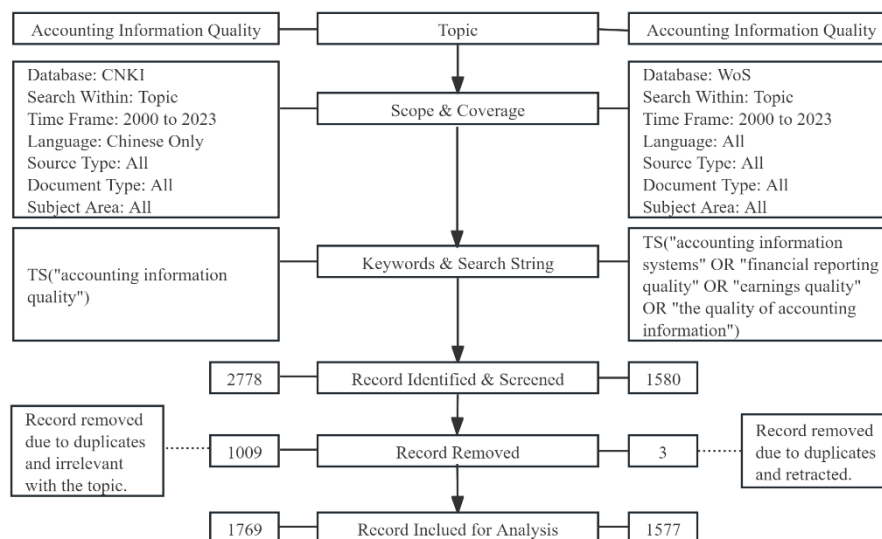 Accounting Information Quality
Topic
Accounting Information Quality
Database: CNKI
Search Within: Topic
Time Frame: 2000 to 2023
Language: Chinese Only
Source Type: All
Document Type: All
Subject Area: All
Scope & Coverage
Database: WoS
Search Within: Topic
Time Frame: 2000 to 2023
Language: All
Source Type: All
Document Type: All
Subject Area: All
TS("accounting information
quality")
Keywords & Search String
TS("accounting information
systems" OR "financial reporting
quality" OR "earnings quality"
OR "the quality of accounting
information")
2778
Record Identified & Screened
1580
Record removed
due to duplicates
and irrelevant
with the topic.
1009
Record Removed
3
Record removed
due to duplicates
and retracted.
1769
Record Inclued for Analysis
1577